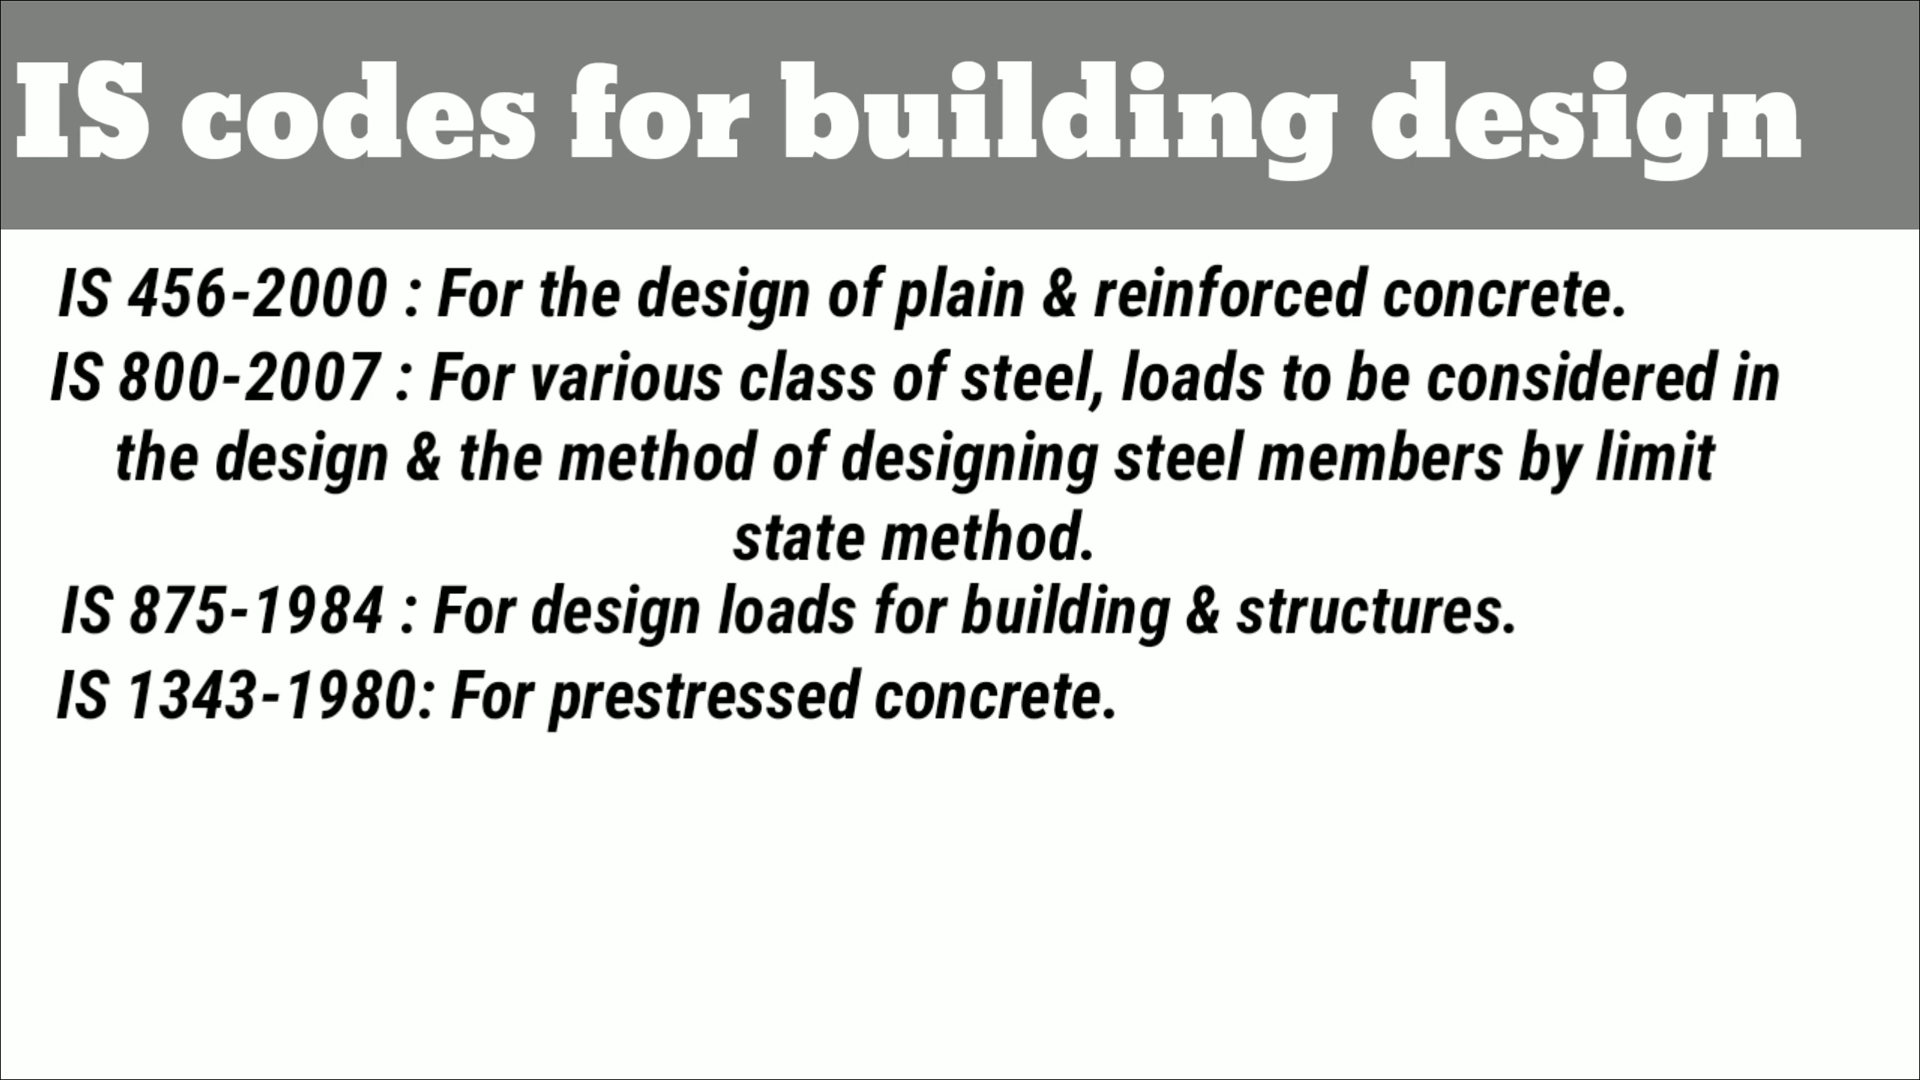 IS codes for building design
IS 456-2000 : For the design of plain & reinforced concrete.
IS 800-2007 : For various class of steel, loads to be considered in
the design & the method of designing steel members by limit
state method.
IS 875-1984 : For design loads for building & structures.
IS 1343-1980: For prestressed concrete.